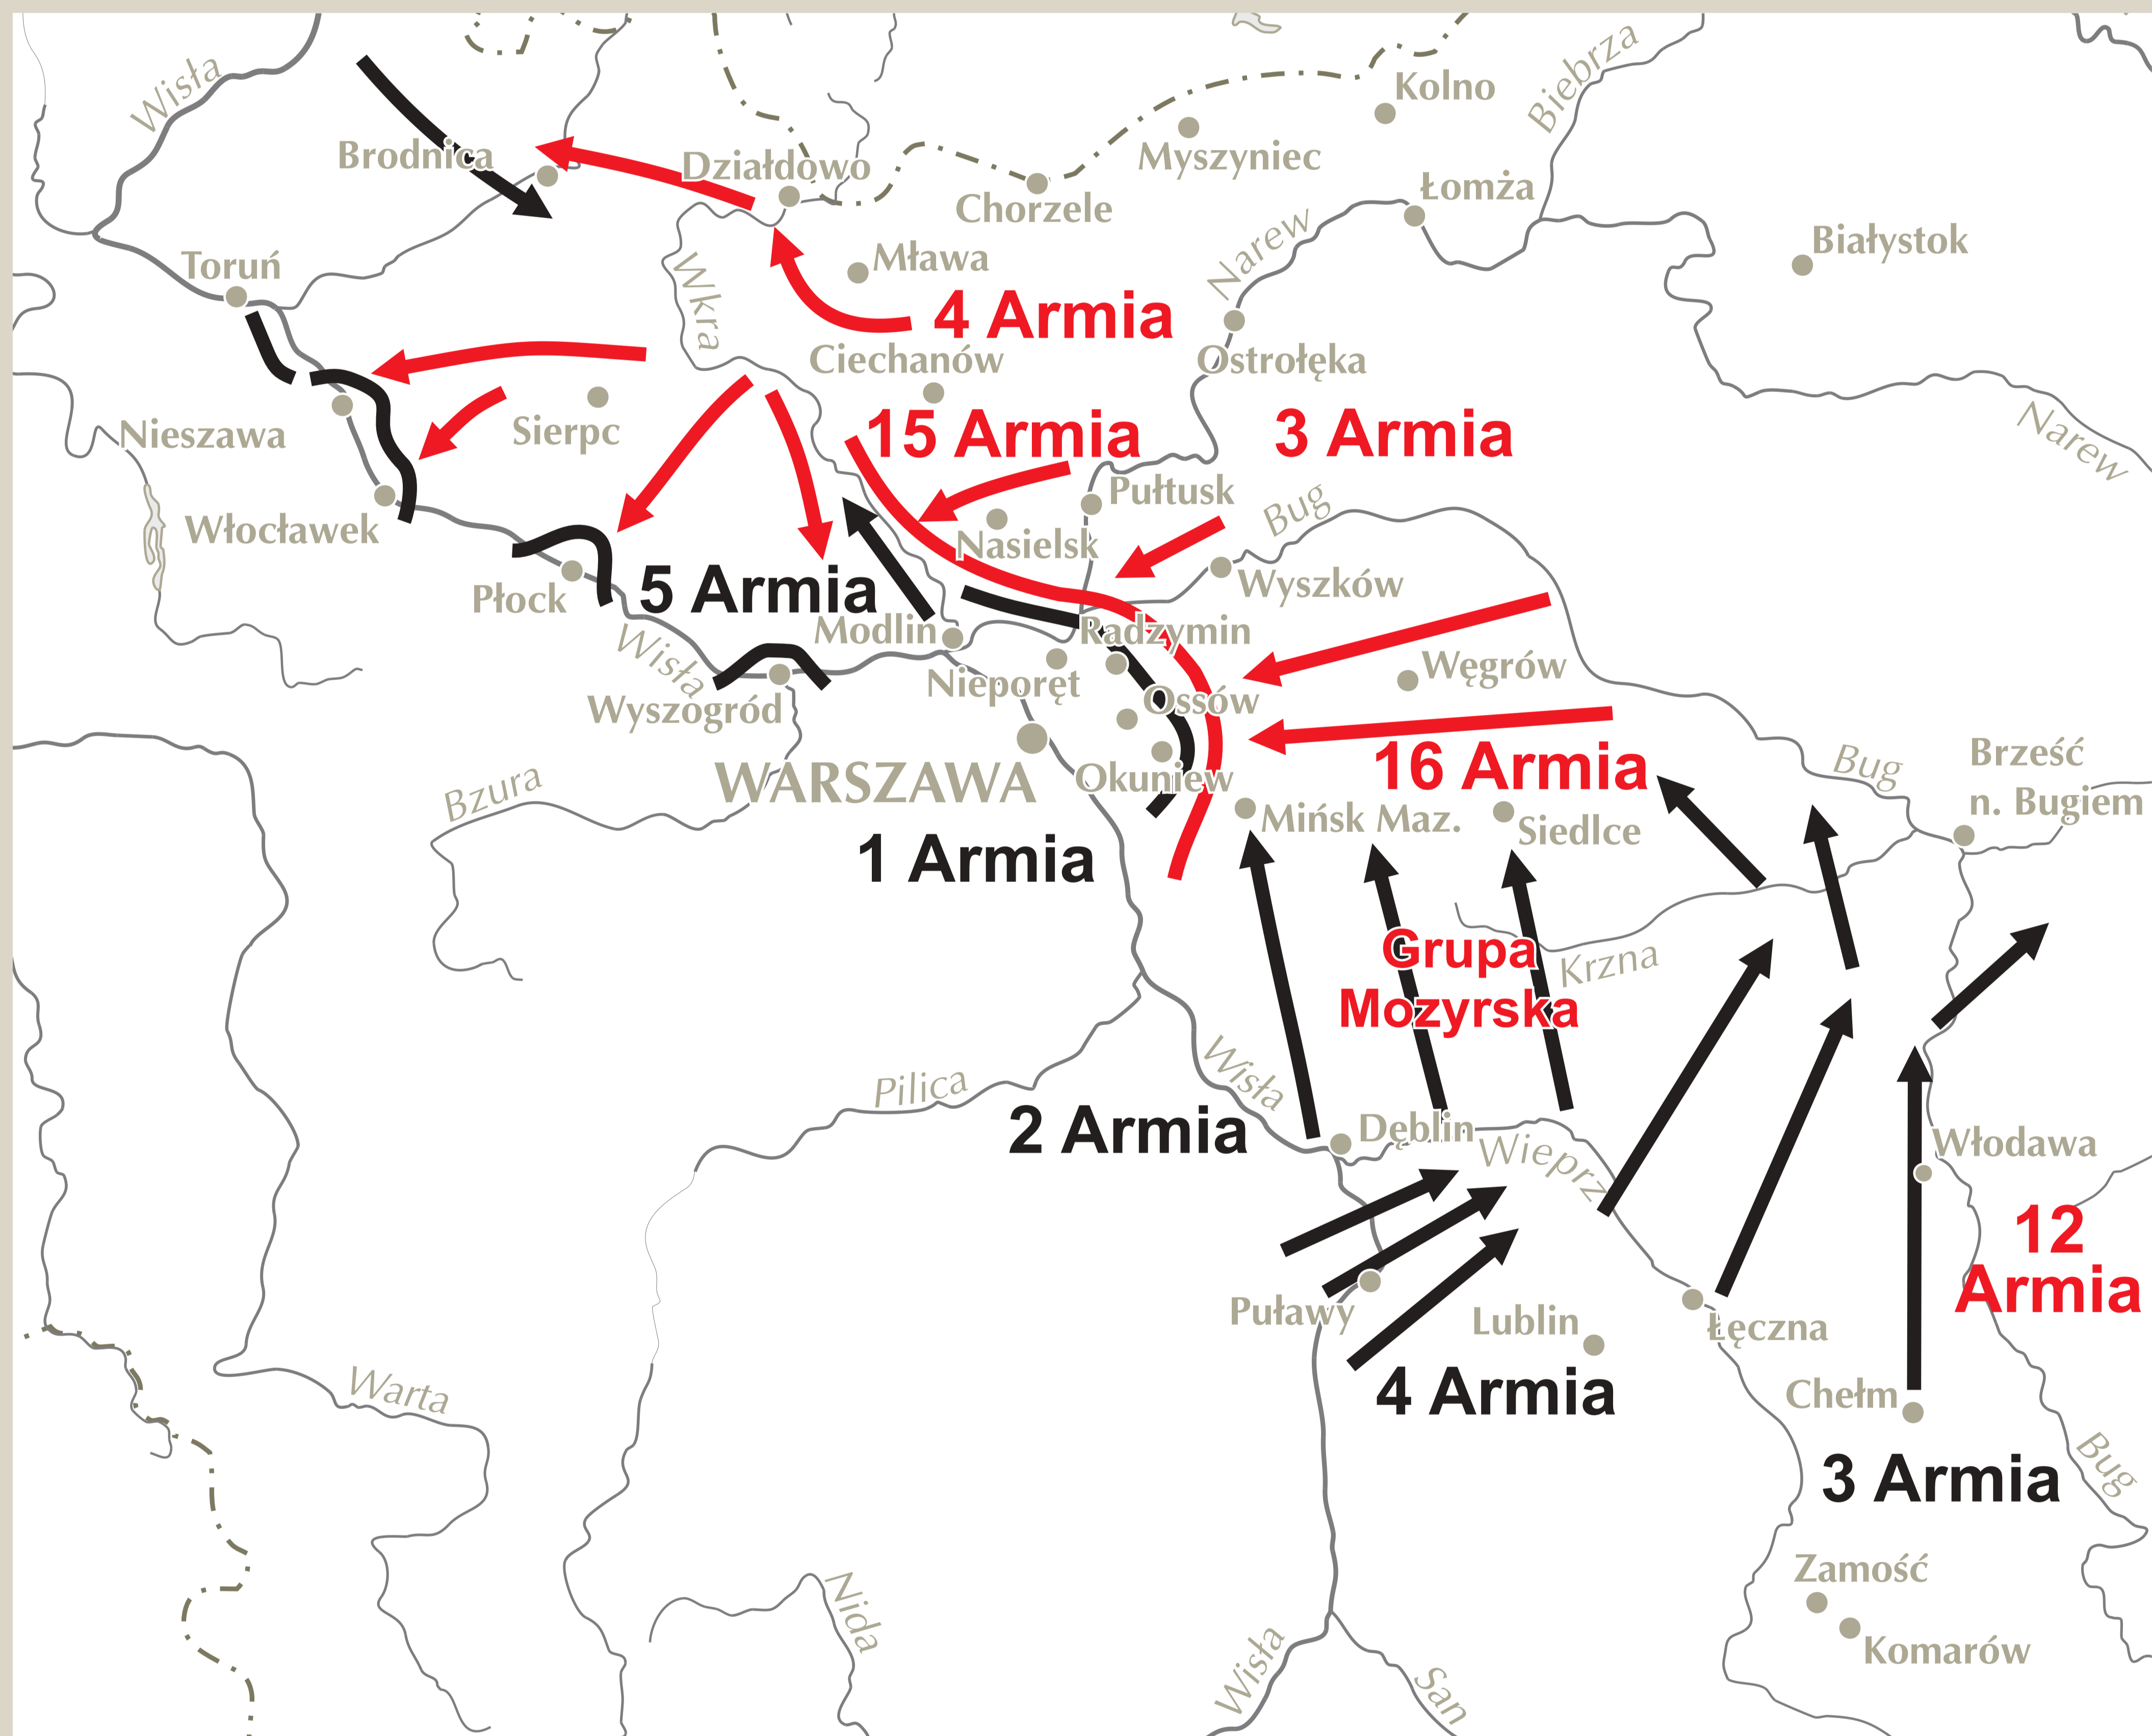 Wisła
Biebrza
Kolno
Brodnica
Działdowo
Myszyniec
Łomża
Chorzele
Narew
Białystok
Toruń
Mława
Wkra
4 Armia
Ciechanów
Ostrołęka
Nieszawa
Sierpc
15 Armia
3 Armia
Narew
Włocławek
Pułtusk
Bug
Nasielsk
Płock
5 Armia
Wyszków
Modlin
Radzymin
Wisła
Nieporęt
Węgrów
Wyszogród
Ossów
WARSZAWA
Okuniew
16 Armia
Bug
Brześć
n. Bugiem
Bzura
Mińsk Maz.
Siedlce
1 Armia
Grupa
Mozyrska
Krzna
Pilica
Wisła
2 Armia
Dęblin
Wieprz
Włodawa
12
Armia
Puławy
Lublin
Łęczna
Warta
4 Armia
Chełm
Bug
3 Armia
Zamość
Nida
Komarów
Wisła
San